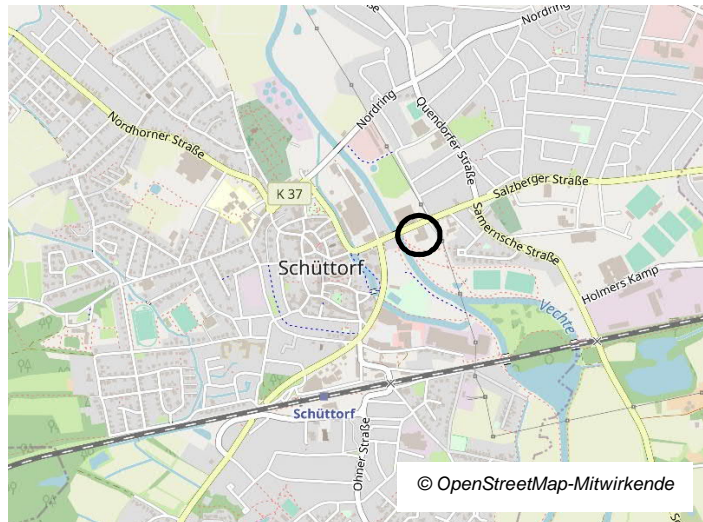 Nordring
Nordring
Quendorfer Straße
Nordhorner Straße
K 37
Salzberger Straße
Samernsche Straße
Schüttorf
Holmers Kamp
Vechte
Schüttorf
Ohner Straße
© OpenStreetMap-Mitwirkende